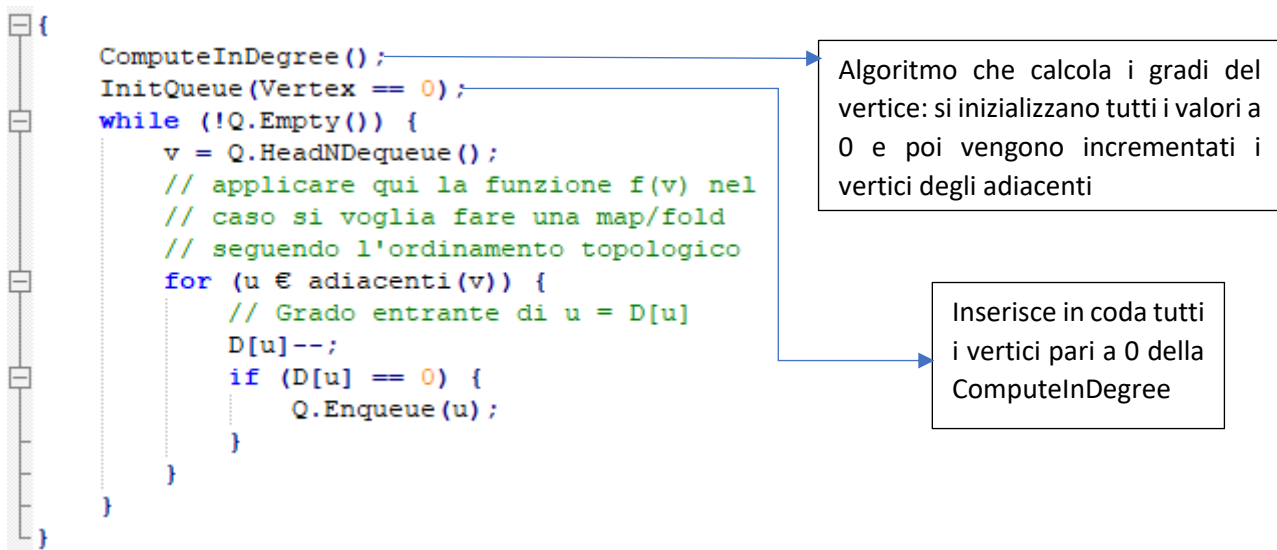 {
ComputeInDegree();
InitQueue(Vertex == 0);
while (!Q.Empty()) {
v = Q.HeadNDequeue();
// applicare qui la funzione f(v) nel
// caso si voglia fare una map/fold
// seguendo l'ordinamento topologico
for (u € adiacenti(v)) {
// Grado entrante di u = D[u]
D[u]--;
if (D[u] == 0) {
Q.Enqueue(u);
}
}
}
}
Algoritmo che calcola i gradi del
vertice: si inizializzano tutti i valori a
0 e poi vengono incrementati i
vertici degli adiacenti
Inserisce in coda tutti
i vertici pari a 0 della
ComputeInDegree